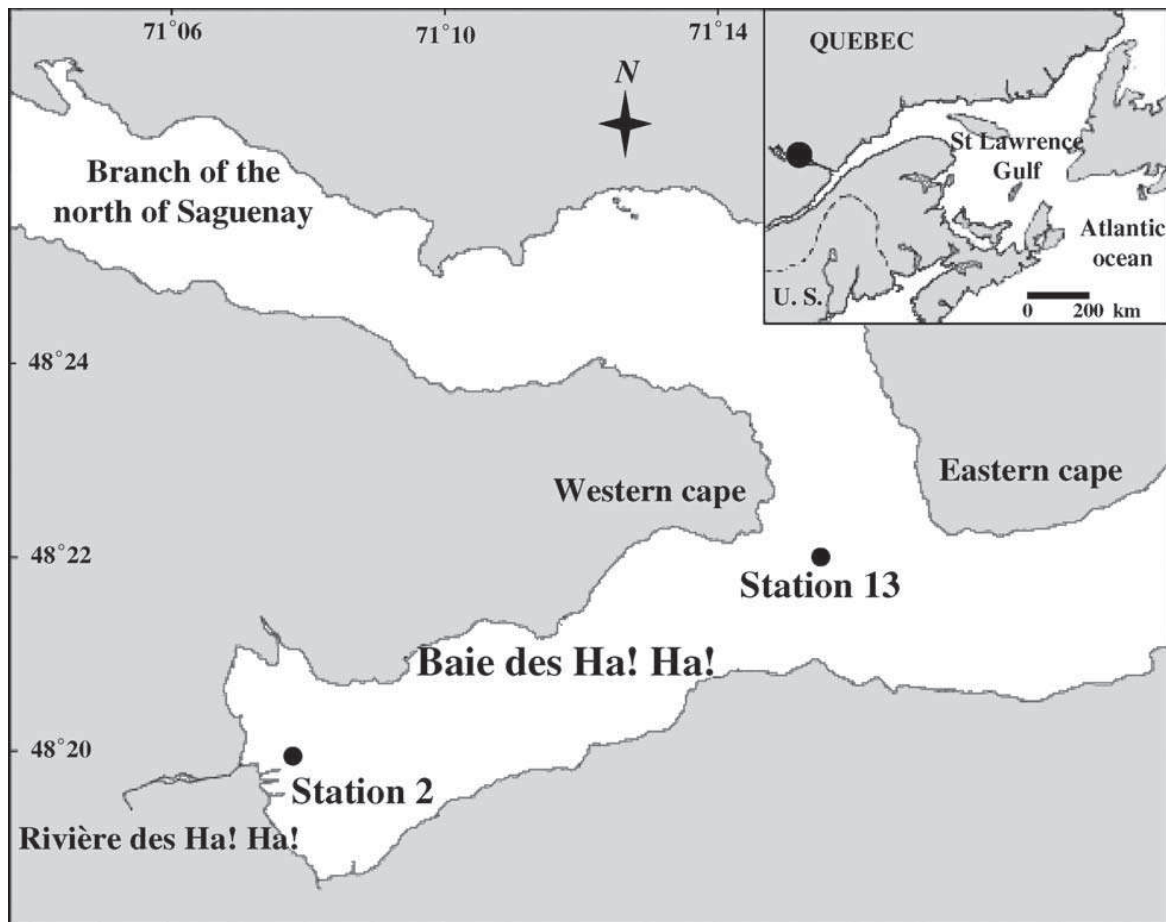 71°06
71°10
71°14
N
QUEBEC
St Lawrence
Gulf
Atlantic
ocean
U. S.
0 200 km
Branch of the
north of Saguenay
48°24
Western cape
Eastern cape
48°22
Station 13
Baie des Ha! Ha!
48°20
Station 2
Rivière des Ha! Ha!